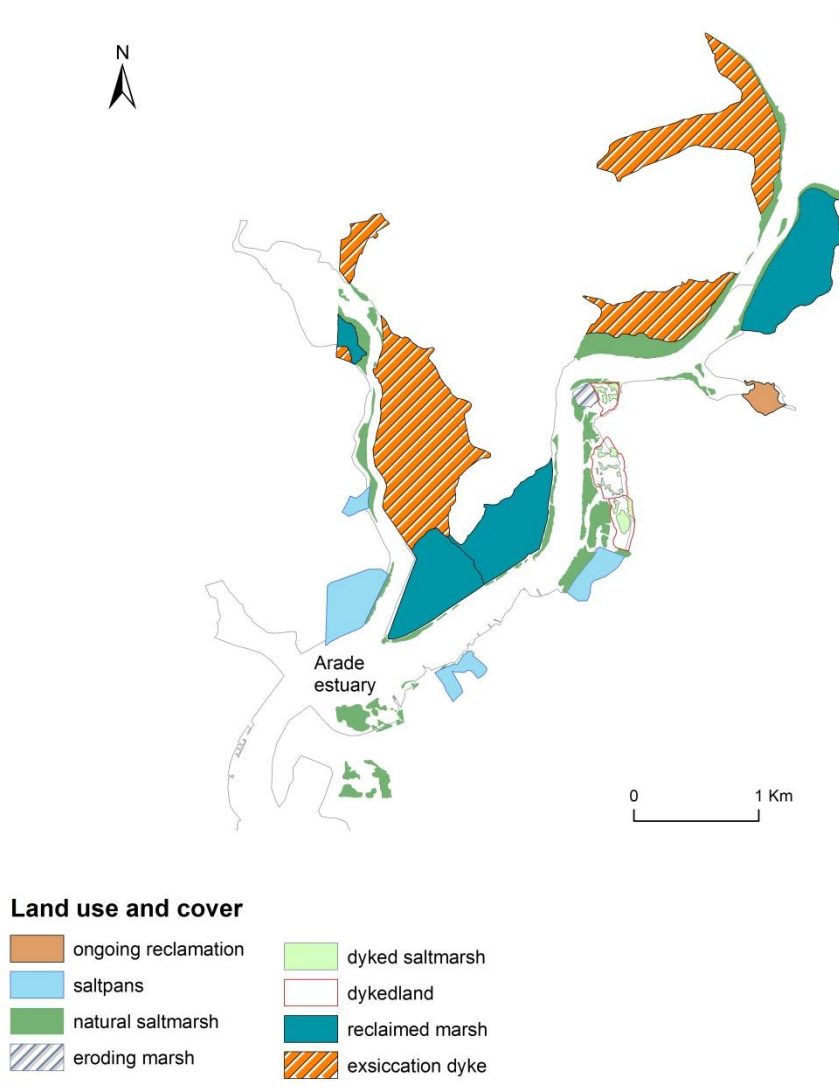 N
Arade
estuary
0 1 Km
Land use and cover
ongoing reclamation
saltpans
natural saltmarsh
eroding marsh
dyked saltmarsh
dykedland
reclaimed marsh
exsiccation dyke